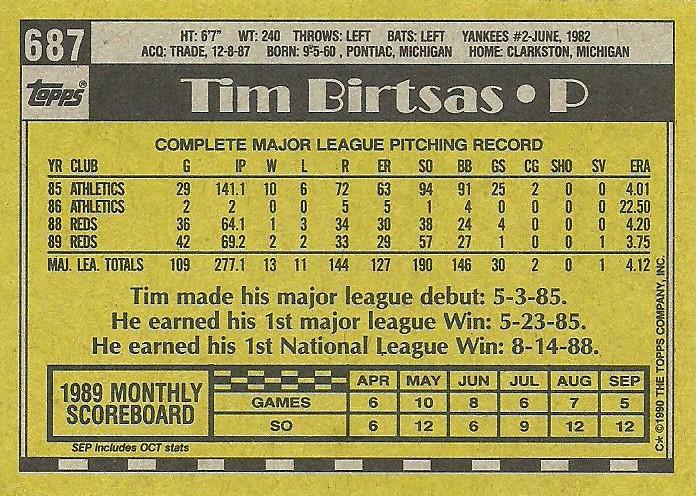 687
HT: 6'7" WT: 240 THROWS: LEFT BATS: LEFT YANKEES #2-JUNE, 1982
ACQ: TRADE, 12-8-87 BORN: 9-5-60, PONTIAC, MICHIGAN HOME: CLARKSTON, MICHIGAN
TOPPS®
Tim Birtsas • P
COMPLETE MAJOR LEAGUE PITCHING RECORD
YR CLUB G IP W L R ER SO BB GS CG SHO SV ERA
85 ATHLETICS 29 141.1 10 6 72 63 94 91 25 2 0 0 4.01
86 ATHLETICS 2 2 0 0 5 5 1 4 0 0 0 0 22.50
88 REDS 36 64.1 1 3 34 30 38 24 4 0 0 0 4.20
89 REDS 42 69.2 2 2 33 29 57 27 1 0 0 1 3.75
MAJ. LEA. TOTALS 109 277.1 13 11 144 127 190 146 30 2 0 1 4.12
Tim made his major league debut: 5-3-85.
He earned his 1st major league Win: 5-23-85.
He earned his 1st National League Win: 8-14-88.
1989 MONTHLY
SCOREBOARD
APR MAY JUN JUL AUG SEP
GAMES 6 10 8 6 7 5
SO 6 12 6 9 12 12
SEP Includes OCT stats
C* ©1990 THE TOPPS COMPANY, INC.